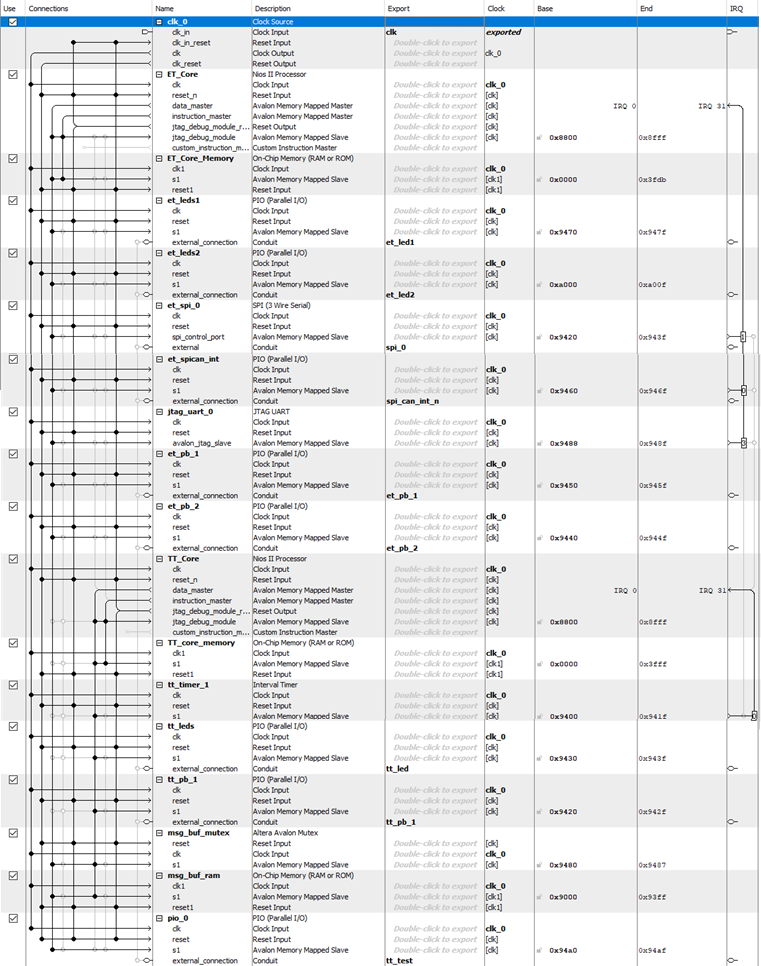 Use Connections Name Description Export Clock Base End IRQ
clk_0 Clock Source
clk_in Clock Input clk exported
clk_in_reset Reset Input Double-click to export
clk Clock Output Double-click to export clk_0
clk_reset Reset Output Double-click to export
ET_Core Nios II Processor
clk Clock Input Double-click to export clk_0
reset_n Reset Input Double-click to export [clk]
data_master Avalon Memory Mapped Master Double-click to export [clk] IRQ 0 IRQ 31
instruction_master Avalon Memory Mapped Master Double-click to export [clk]
jtag_debug_module_r... Reset Output Double-click to export [clk]
jtag_debug_module Avalon Memory Mapped Slave Double-click to export [clk] 0x8800 0x8fff
custom_instruction_m... Custom Instruction Master Double-click to export
ET_Core_Memory On-Chip Memory (RAM or ROM)
clk1 Clock Input Double-click to export clk_0
s1 Avalon Memory Mapped Slave Double-click to export [clk1] 0x0000 0x3fdb
reset1 Reset Input Double-click to export [clk1]
et_leds1 PIO (Parallel I/O)
clk Clock Input Double-click to export clk_0
reset Reset Input Double-click to export [clk]
s1 Avalon Memory Mapped Slave Double-click to export [clk] 0x9470 0x947f
external_connection Conduit et_led1
et_leds2 PIO (Parallel I/O)
clk Clock Input Double-click to export clk_0
reset Reset Input Double-click to export [clk]
s1 Avalon Memory Mapped Slave Double-click to export [clk] 0xa000 0xa00f
external_connection Conduit et_led2
et_spi_0 SPI (3 Wire Serial)
clk Clock Input Double-click to export clk_0
reset Reset Input Double-click to export [clk]
spi_control_port Avalon Memory Mapped Slave Double-click to export [clk] 0x9420 0x943f
external Conduit spi_0
et_spican_int PIO (Parallel I/O)
clk Clock Input Double-click to export clk_0
reset Reset Input Double-click to export [clk]
s1 Avalon Memory Mapped Slave Double-click to export [clk] 0x9460 0x946f
external_connection Conduit spi_can_int_n
jtag_uart_0 JTAG UART
clk Clock Input Double-click to export clk_0
reset Reset Input Double-click to export [clk]
avalon_jtag_slave Avalon Memory Mapped Slave Double-click to export [clk] 0x9488 0x948f
et_pb_1 PIO (Parallel I/O)
clk Clock Input Double-click to export clk_0
reset Reset Input Double-click to export [clk]
s1 Avalon Memory Mapped Slave Double-click to export [clk] 0x9450 0x945f
external_connection Conduit et_pb_1
et_pb_2 PIO (Parallel I/O)
clk Clock Input Double-click to export clk_0
reset Reset Input Double-click to export [clk]
s1 Avalon Memory Mapped Slave Double-click to export [clk] 0x9440 0x944f
external_connection Conduit et_pb_2
TT_Core Nios II Processor
clk Clock Input Double-click to export clk_0
reset_n Reset Input Double-click to export [clk]
data_master Avalon Memory Mapped Master Double-click to export [clk] IRQ 0 IRQ 31
instruction_master Avalon Memory Mapped Master Double-click to export [clk]
jtag_debug_module_r... Reset Output Double-click to export [clk]
jtag_debug_module Avalon Memory Mapped Slave Double-click to export [clk] 0x8800 0x8fff
custom_instruction_m... Custom Instruction Master Double-click to export
TT_core_memory On-Chip Memory (RAM or ROM)
clk1 Clock Input Double-click to export clk_0
s1 Avalon Memory Mapped Slave Double-click to export [clk1] 0x0000 0x3fff
reset1 Reset Input Double-click to export [clk1]
tt_timer_1 Interval Timer
clk Clock Input Double-click to export clk_0
reset Reset Input Double-click to export [clk]
s1 Avalon Memory Mapped Slave Double-click to export [clk] 0x9400 0x941f
tt_leds PIO (Parallel I/O)
clk Clock Input Double-click to export clk_0
reset Reset Input Double-click to export [clk]
s1 Avalon Memory Mapped Slave Double-click to export [clk] 0x9430 0x943f
external_connection Conduit tt_led
tt_pb_1 PIO (Parallel I/O)
clk Clock Input Double-click to export clk_0
reset Reset Input Double-click to export [clk]
s1 Avalon Memory Mapped Slave Double-click to export [clk] 0x9420 0x942f
external_connection Conduit tt_pb_1
msg_buf_mutex Altera Avalon Mutex
reset Reset Input Double-click to export [clk]
clk Clock Input Double-click to export clk_0
s1 Avalon Memory Mapped Slave Double-click to export [clk] 0x9480 0x9487
msg_buf_ram On-Chip Memory (RAM or ROM)
clk1 Clock Input Double-click to export clk_0
s1 Avalon Memory Mapped Slave Double-click to export [clk1] 0x9000 0x93ff
reset1 Reset Input Double-click to export [clk1]
pio_0 PIO (Parallel I/O)
clk Clock Input Double-click to export clk_0
reset Reset Input Double-click to export [clk]
s1 Avalon Memory Mapped Slave Double-click to export [clk] 0x94a0 0x94af
external_connection Conduit tt_test